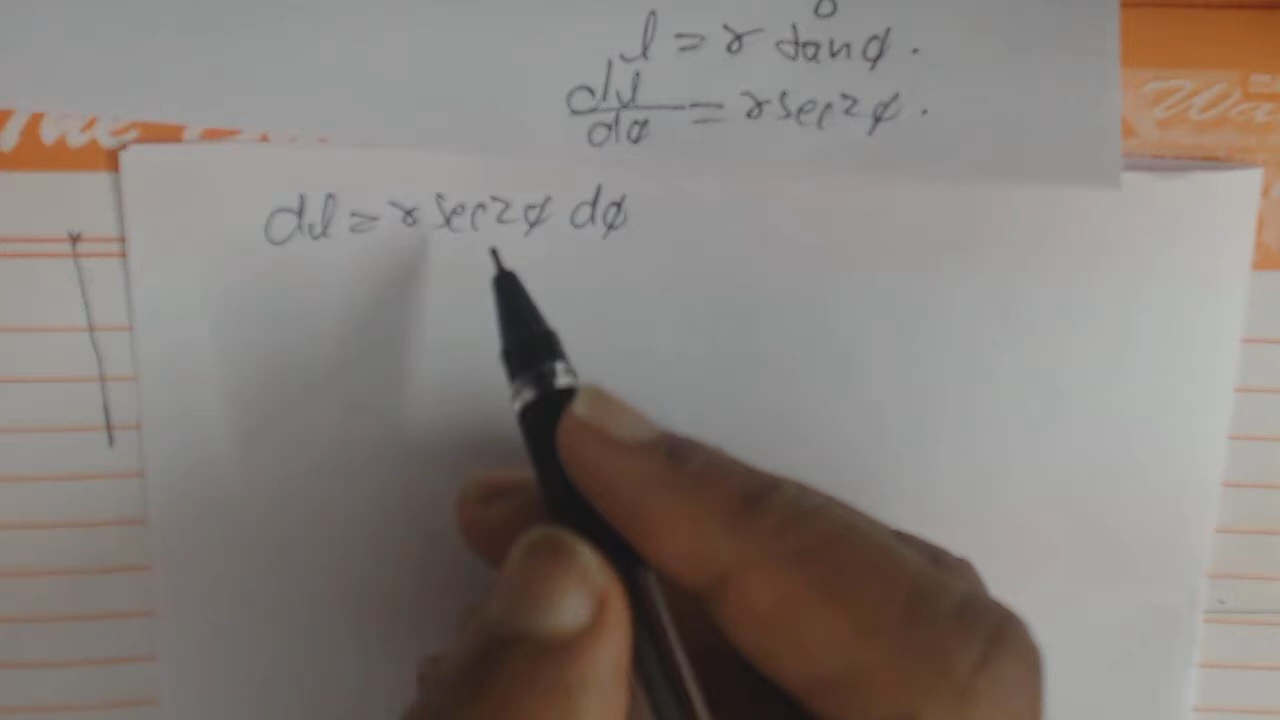 l = r tanφ.
dl/dφ = r sec2φ.
dl = r sec2φ dφ